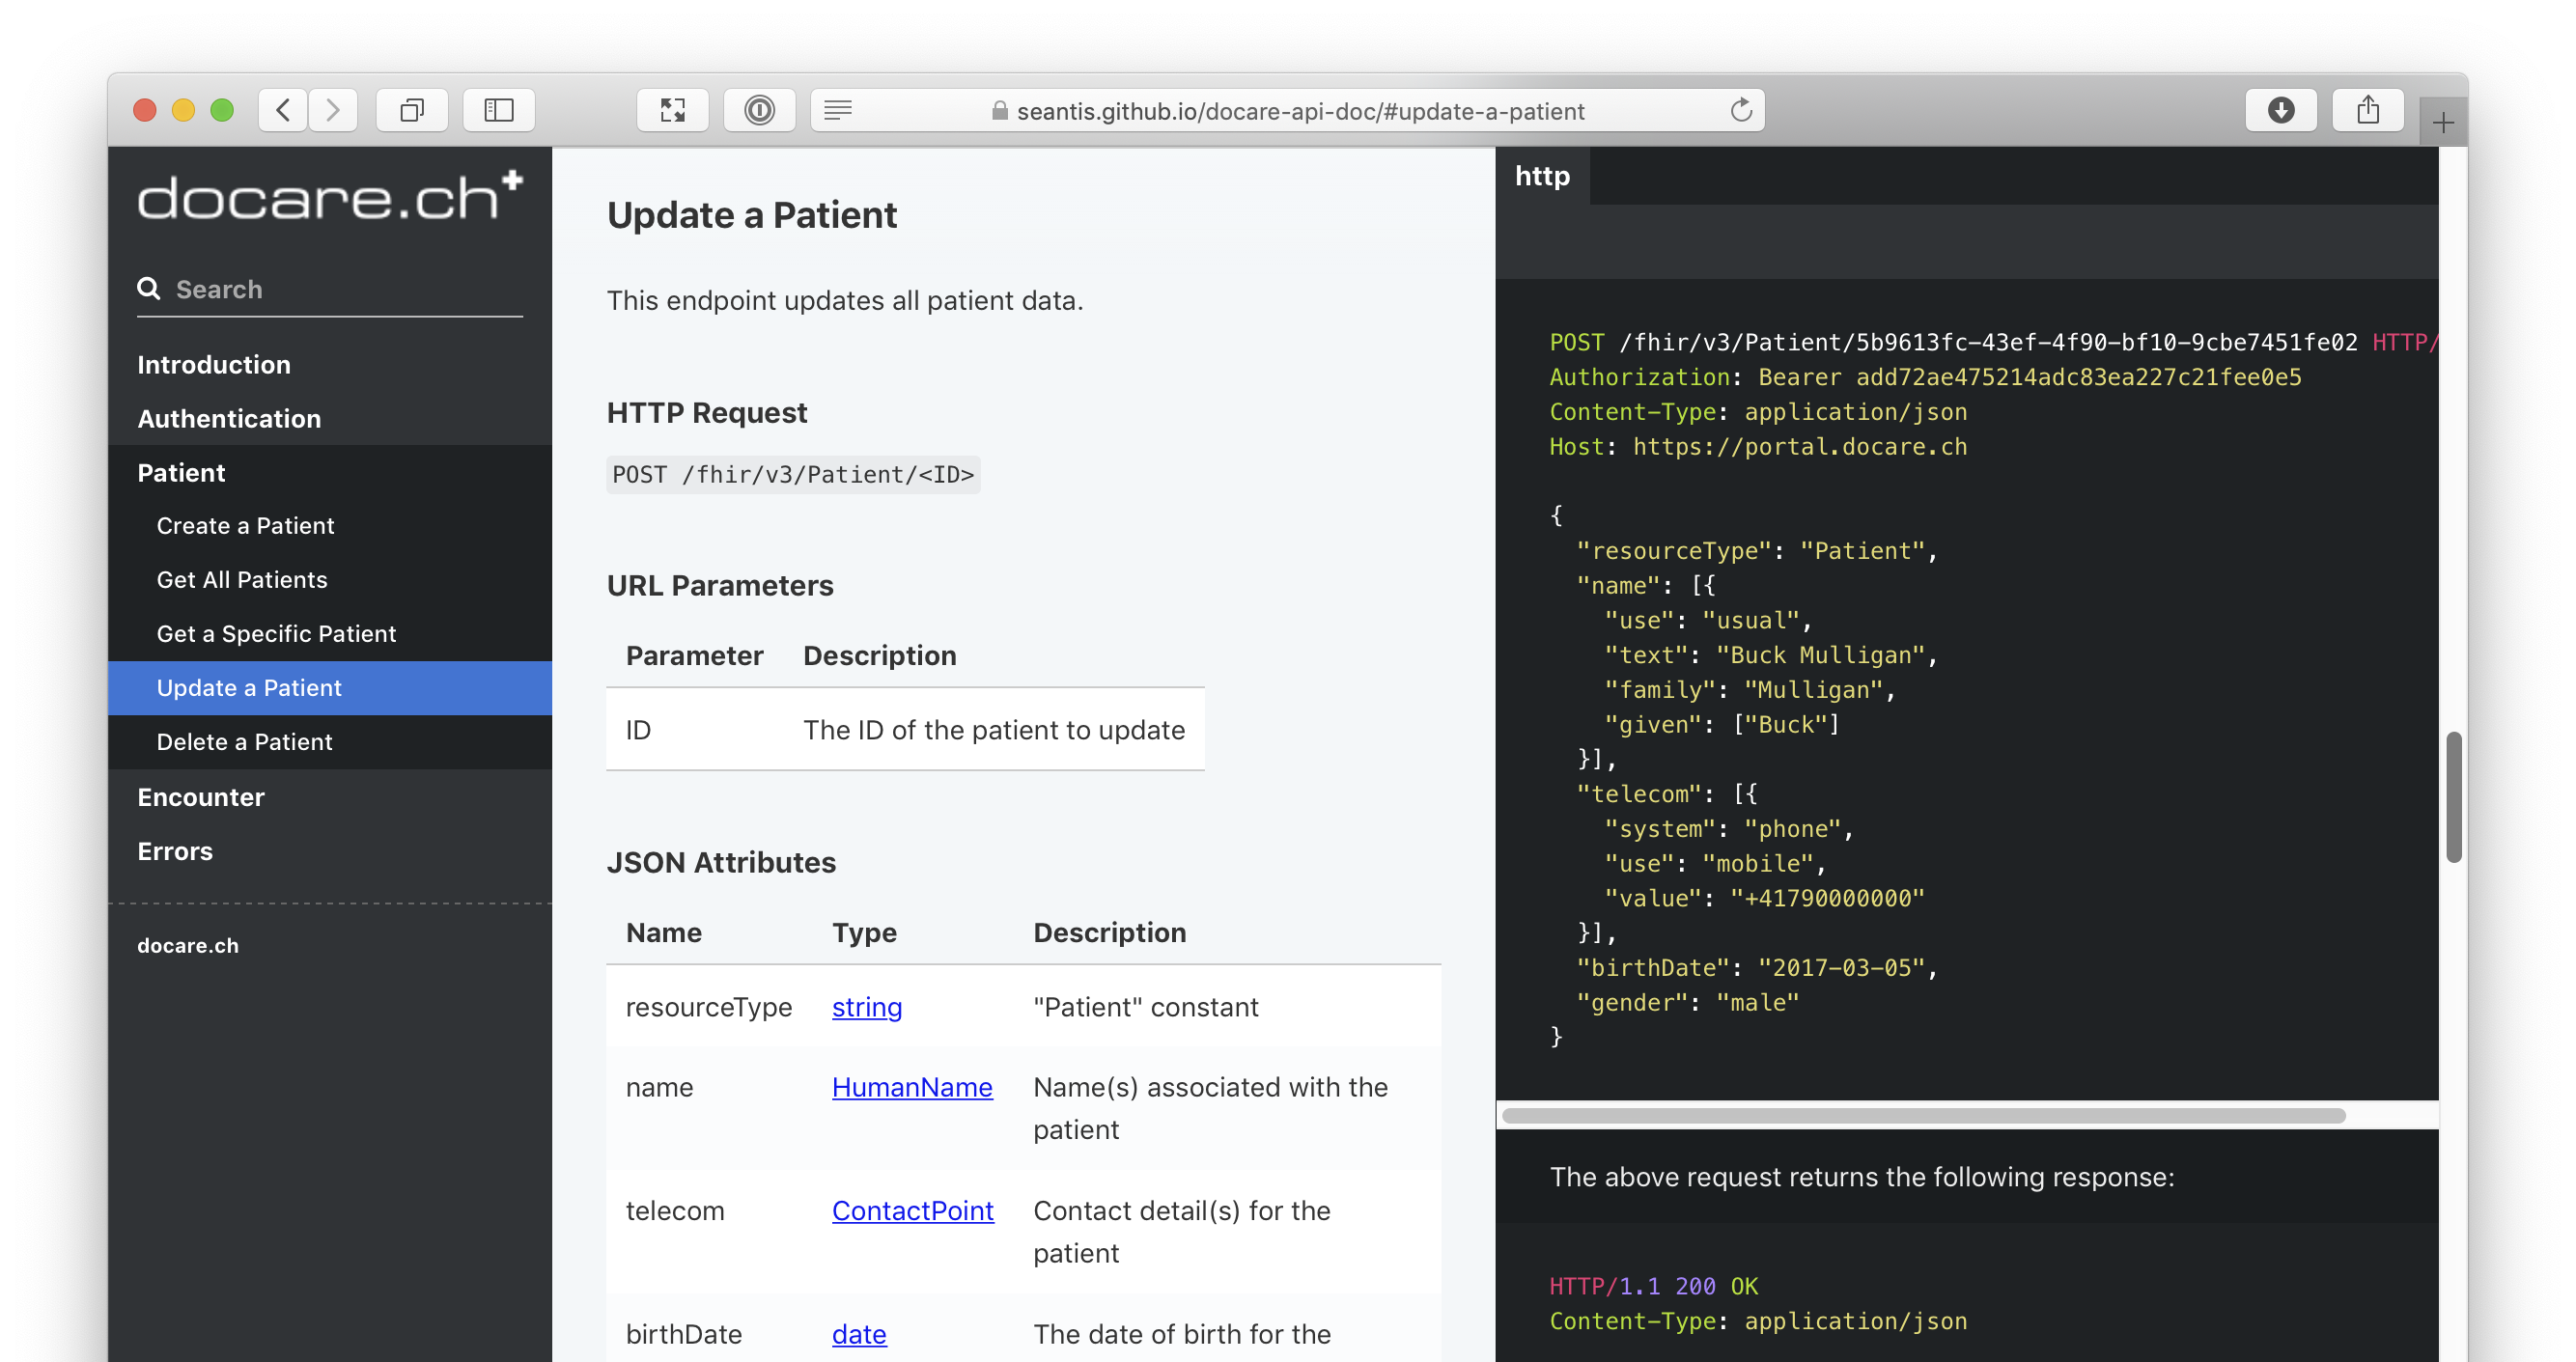 seantis.github.io/docare-api-doc/#update-a-patient
docare.ch+
Search
Introduction
Authentication
Patient
Create a Patient
Get All Patients
Get a Specific Patient
Update a Patient
Delete a Patient
Encounter
Errors
docare.ch
Update a Patient
This endpoint updates all patient data.
HTTP Request
POST /fhir/v3/Patient/<ID>
URL Parameters
Parameter Description
ID The ID of the patient to update
JSON Attributes
Name Type Description
resourceType string "Patient" constant
name HumanName Name(s) associated with the
patient
telecom ContactPoint Contact detail(s) for the
patient
birthDate date The date of birth for the
http
POST /fhir/v3/Patient/5b9613fc-43ef-4f90-bf10-9cbe7451fe02 HTTP/
Authorization: Bearer add72ae475214adc83ea227c21fee0e5
Content-Type: application/json
Host: https://portal.docare.ch
{
"resourceType": "Patient",
"name": [{
"use": "usual",
"text": "Buck Mulligan",
"family": "Mulligan",
"given": ["Buck"]
}],
"telecom": [{
"system": "phone",
"use": "mobile",
"value": "+41790000000"
}],
"birthDate": "2017-03-05",
"gender": "male"
}
The above request returns the following response:
HTTP/1.1 200 OK
Content-Type: application/json